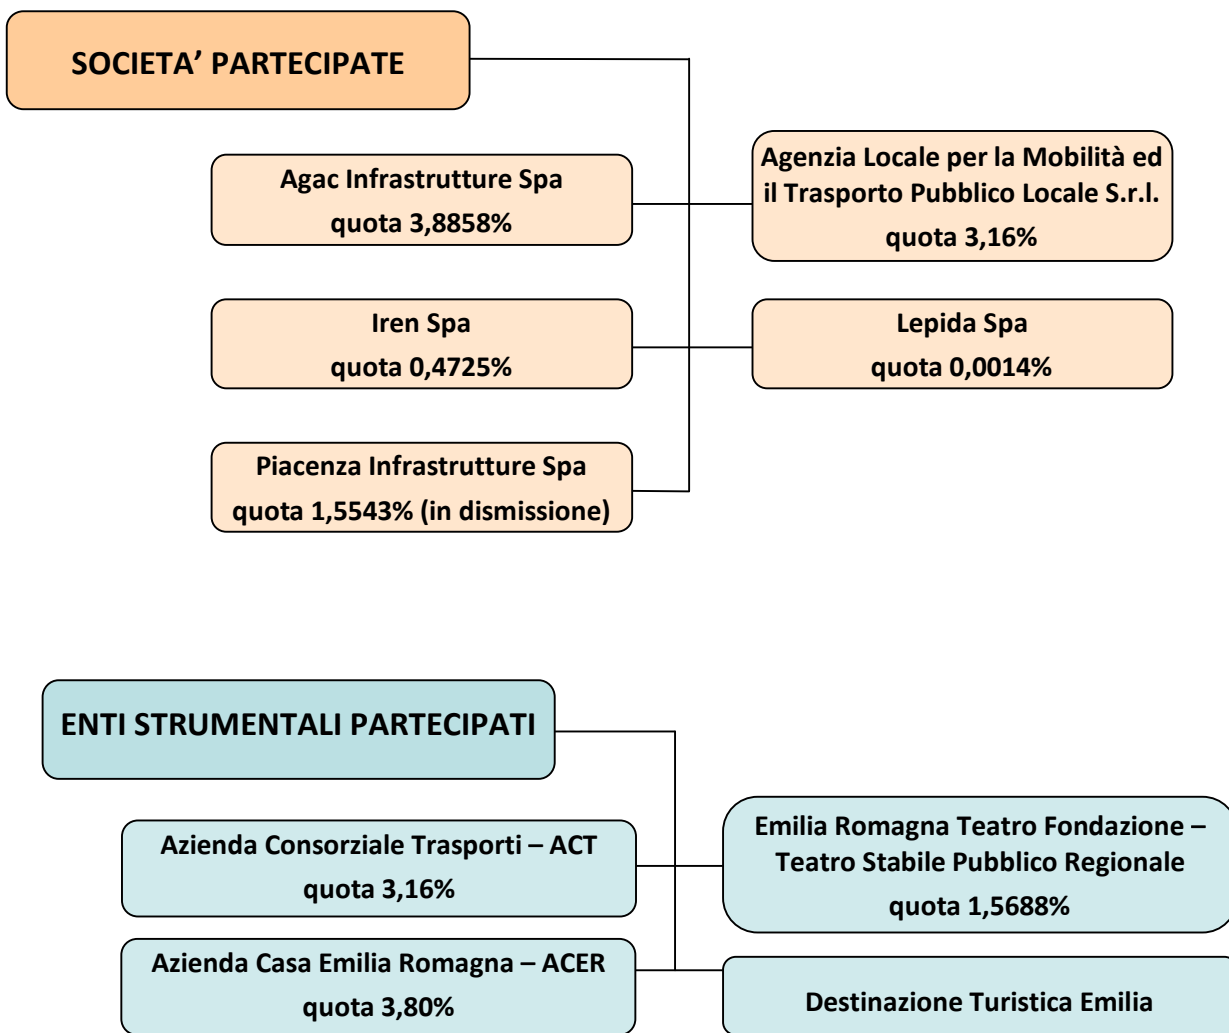 SOCIETA’ PARTECIPATE
Agac Infrastrutture Spa
quota 3,8858%
Agenzia Locale per la Mobilità ed
il Trasporto Pubblico Locale S.r.l.
quota 3,16%
Iren Spa
quota 0,4725%
Lepida Spa
quota 0,0014%
Piacenza Infrastrutture Spa
quota 1,5543% (in dismissione)
ENTI STRUMENTALI PARTECIPATI
Azienda Consorziale Trasporti – ACT
quota 3,16%
Emilia Romagna Teatro Fondazione –
Teatro Stabile Pubblico Regionale
quota 1,5688%
Azienda Casa Emilia Romagna – ACER
quota 3,80%
Destinazione Turistica Emilia